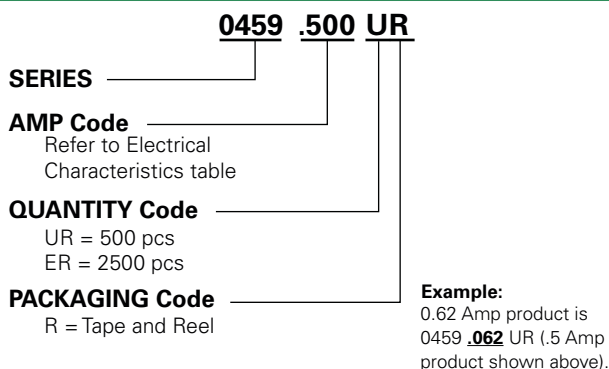 0459 .500 UR
SERIES
AMP Code
Refer to Electrical
Characteristics table
QUANTITY Code
UR = 500 pcs
ER = 2500 pcs
PACKAGING Code
R = Tape and Reel
Example:
0.62 Amp product is
0459 .062 UR (.5 Amp
product shown above).